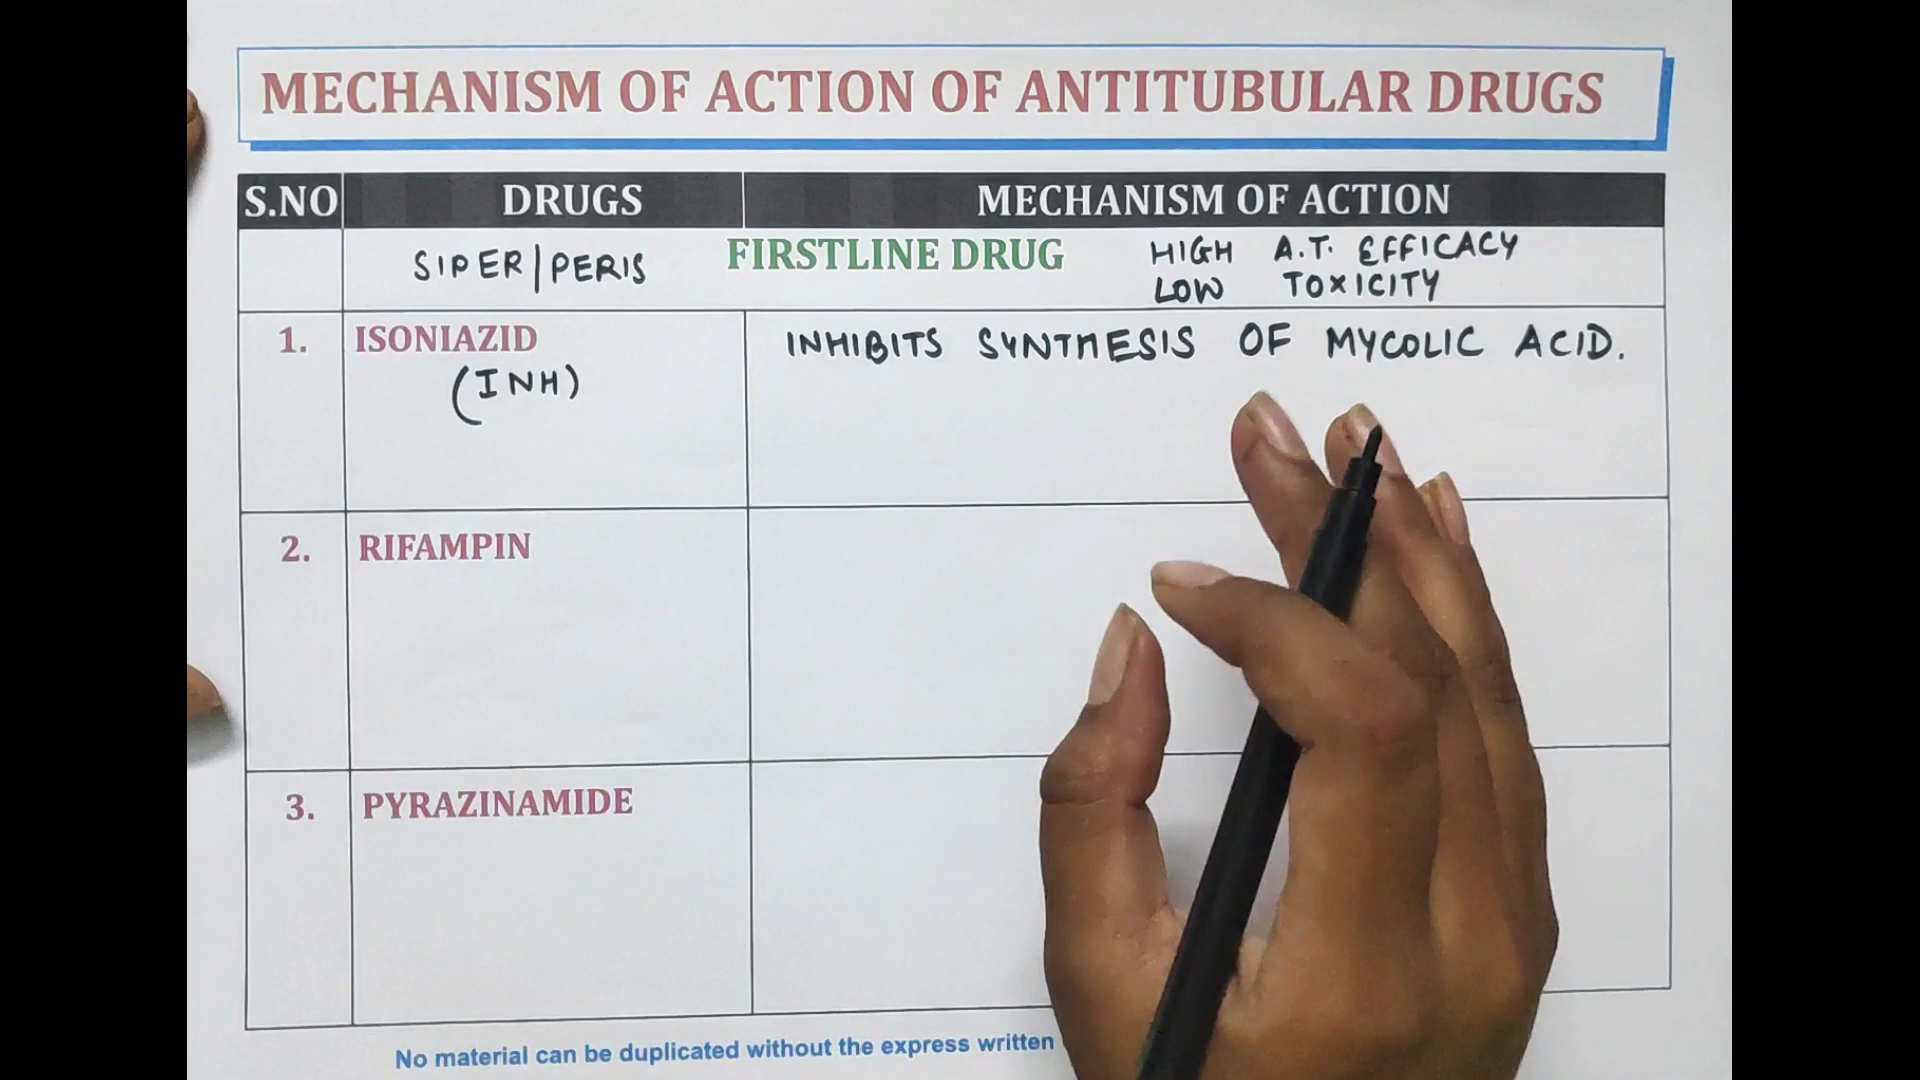 MECHANISM OF ACTION OF ANTITUBULAR DRUGS
S.NO DRUGS MECHANISM OF ACTION
SIPER/PERIS FIRSTLINE DRUG HIGH A.T. EFFICACY
LOW TOXICITY
1. ISONIAZID INHIBITS SYNTHESIS OF MYCOLIC ACID.
(INH)
2. RIFAMPIN
3. PYRAZINAMIDE
No material can be duplicated without the express written